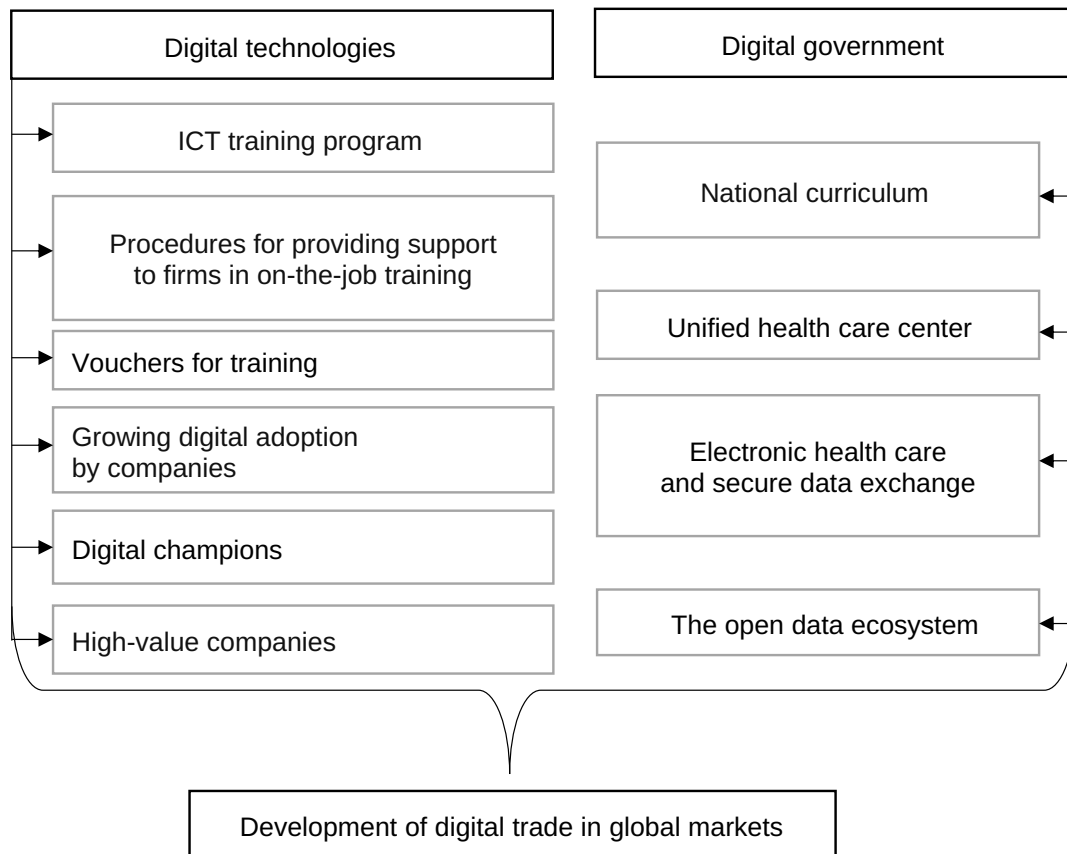 Digital technologies
ICT training program
Procedures for providing support
to firms in on-the-job training
Vouchers for training
Growing digital adoption
by companies
Digital champions
High-value companies
Digital government
National curriculum
Unified health care center
Electronic health care
and secure data exchange
The open data ecosystem
Development of digital trade in global markets